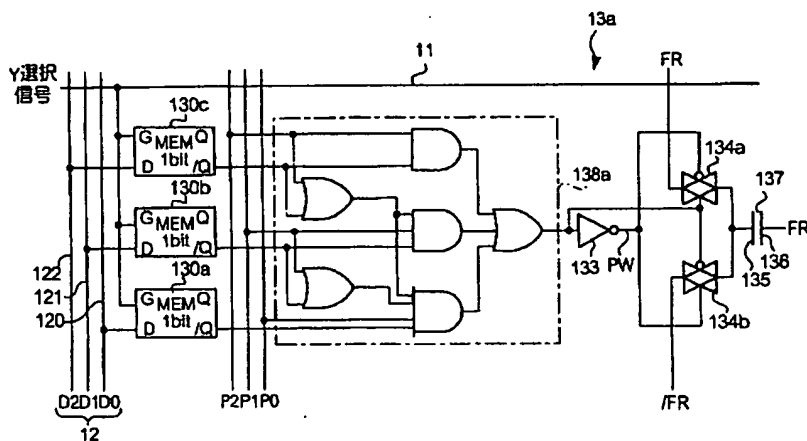 13a
11
FR
Y選択
信号
130c
G MEM Q
1bit
D /Q
134a
138a
137
130b
G MEM Q
1bit
D /Q
FR
122
121
120
130a
133
PW
135
136
G MEM Q
1bit
D /Q
134b
D2D1D0
P2P1P0
/FR
12